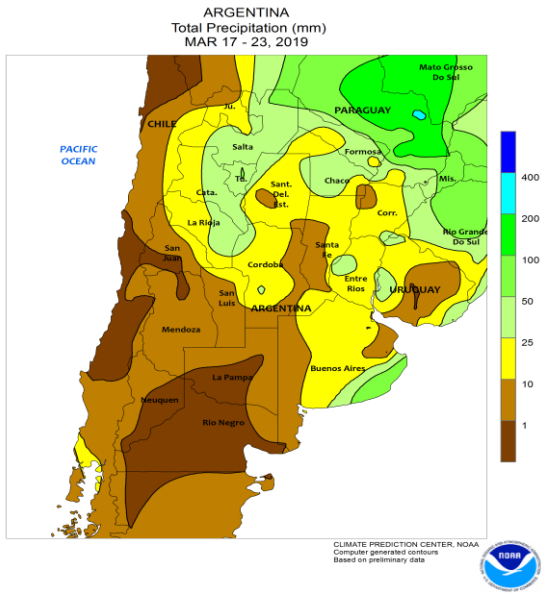 ARGENTINA
Total Precipitation (mm)
MAR 17 - 23, 2019
Mato Grosso
Do Sul
Ju.
PARAGUAY
CHILE
PACIFIC
OCEAN
Salta
Formosa
Tu.
Chaco
Mis.
Sant.
Del.
Est.
Cata.
Corr.
La Rioja
Rio Grande
Do Sul
San
Juan
Santa
Fe
Cordoba
Entre
Rios
URUGUAY
San
Luis
ARGENTINA
Mendoza
Buenos Aires
La Pampa
Neuquen
Rio Negro
400
200
100
50
25
10
1
CLIMATE PREDICTION CENTER, NOAA
Computer generated contours
Based on preliminary data
NOAA